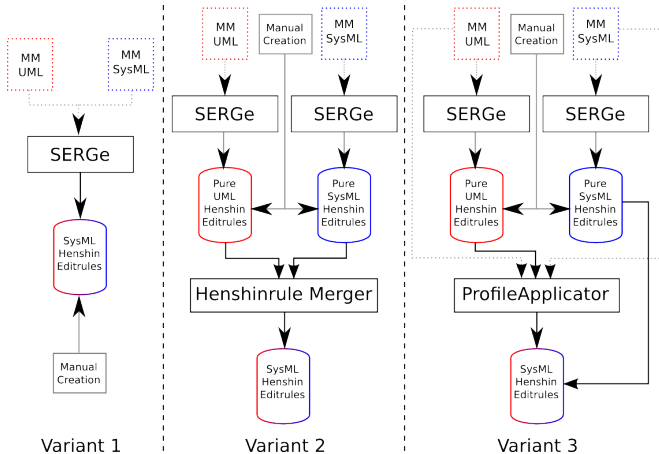 MM
UML
MM
SysML
SERGe
SysML
Henshin
Editrules
Manual
Creation
Variant 1
MM
UML
Manual
Creation
MM
SysML
SERGe
SERGe
Pure
UML
Henshin
Editrules
Pure
SysML
Henshin
Editrules
Henshinrule Merger
SysML
Henshin
Editrules
Variant 2
MM
UML
Manual
Creation
MM
SysML
SERGe
SERGe
Pure
UML
Henshin
Editrules
Pure
SysML
Henshin
Editrules
ProfileApplicator
SysML
Henshin
Editrules
Variant 3